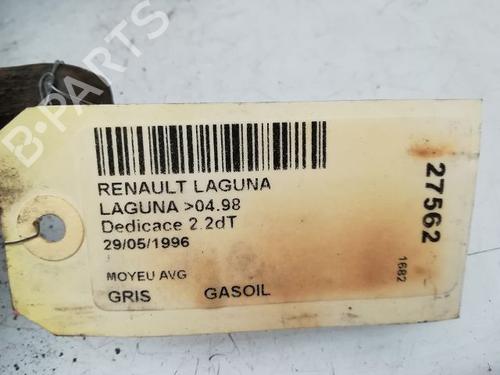 B-PARTS
RENAULT LAGUNA
LAGUNA >04.98
Dedicace 2.2dT
29/05/1996
MOYEU AVG
GRIS GASOIL
27562
1682